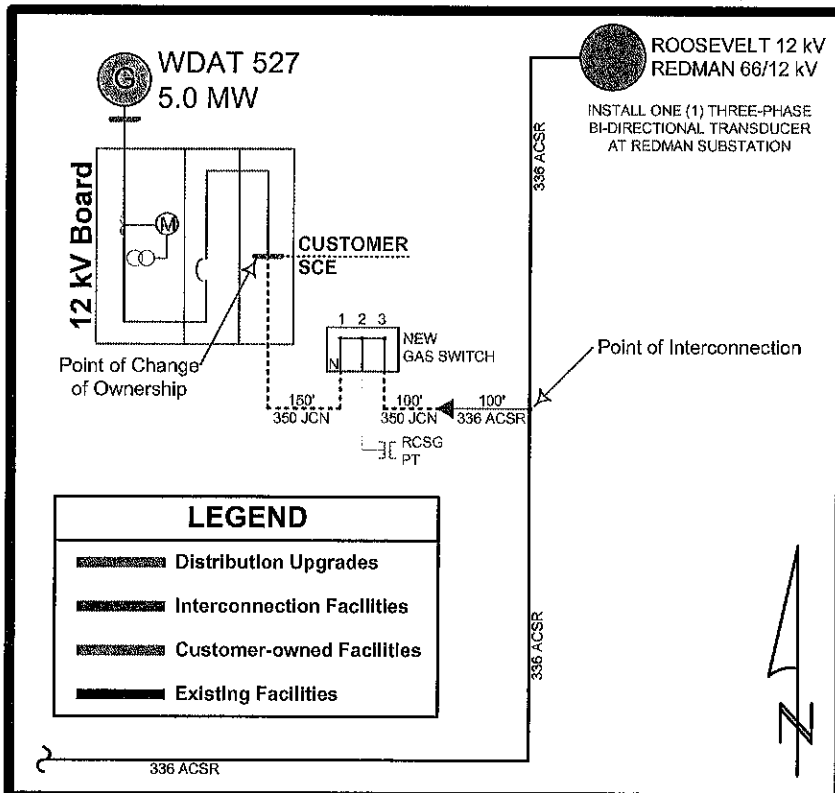 G
WDAT 527
5.0 MW
ROOSEVELT 12 kV
REDMAN 66/12 kV
INSTALL ONE (1) THREE-PHASE
BI-DIRECTIONAL TRANSDUCER
AT REDMAN SUBSTATION
336 ACSR
12 kV Board
M
CUSTOMER
SCE
Point of Change
of Ownership
1 2 3
N
NEW
GAS SWITCH
Point of Interconnection
150'
350 JCN
100'
350 JCN
100'
336 ACSR
RCSG
PT
LEGEND
Distribution Upgrades
Interconnection Facilities
Customer-owned Facilities
Existing Facilities
336 ACSR
336 ACSR
N